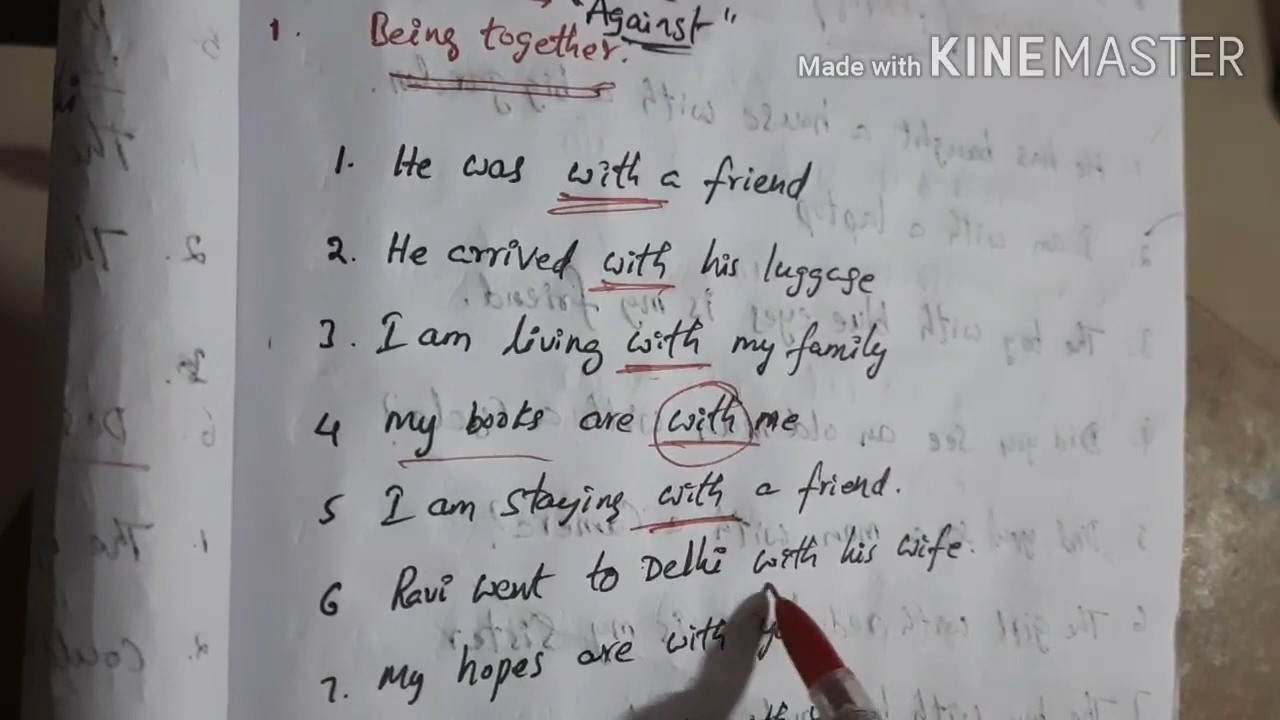 "Against"
1. Being together.
Made with KINEMASTER
1. He was with a friend
2. He arrived with his luggage
3. I am living with my family
4 My books are with me
5 I am staying with a friend.
6 Ravi went to Delhi with his wife.
7. My hopes are with